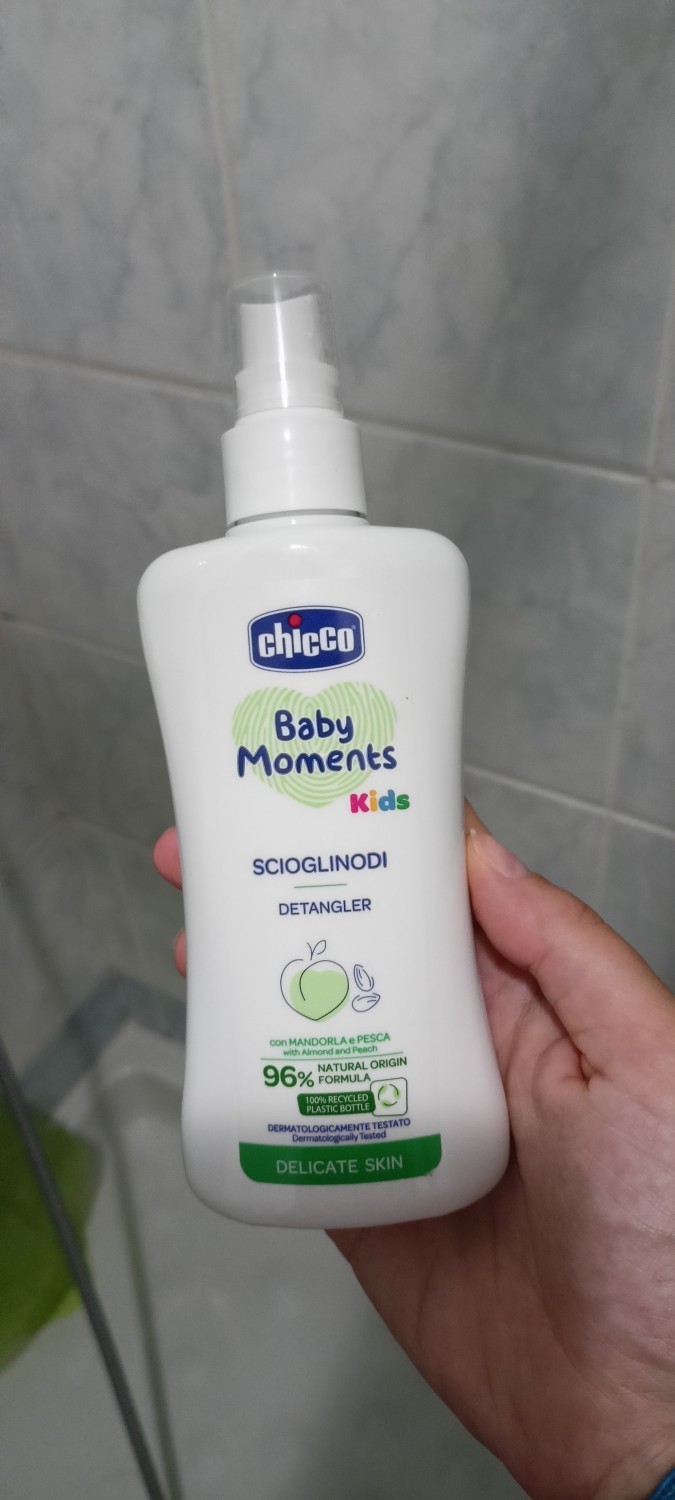 chicco
Baby
Moments
Kids
SCIOGLINODI
DETANGLER
con MANDORLA e PESCA
with Almond and Peach
96% NATURAL ORIGIN
FORMULA
100% RECYCLED
PLASTIC BOTTLE
DERMATOLOGICAMENTE TESTATO
Dermatologically Tested
DELICATE SKIN